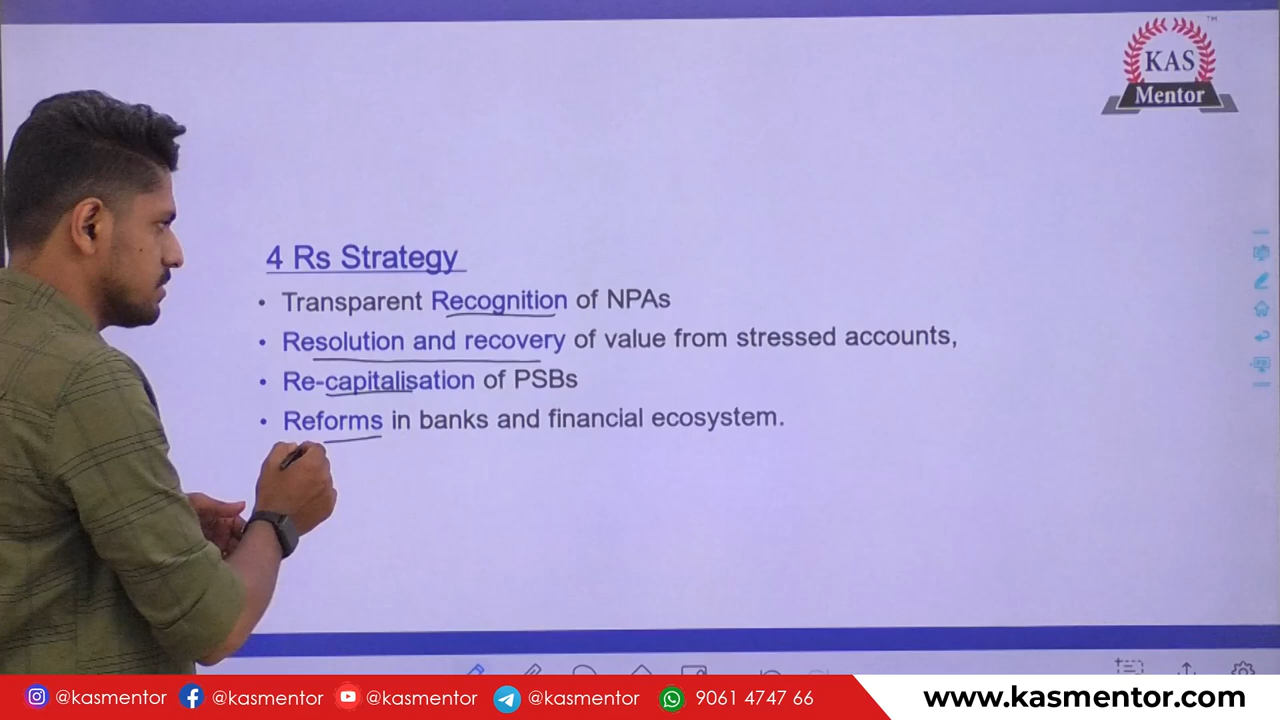 KAS
™
Mentor
4 Rs Strategy
• Transparent Recognition of NPAs
• Resolution and recovery of value from stressed accounts,
• Re-capitalisation of PSBs
• Reforms in banks and financial ecosystem.
@kasmentor @kasmentor @kasmentor @kasmentor 9061 4747 66
www.kasmentor.com